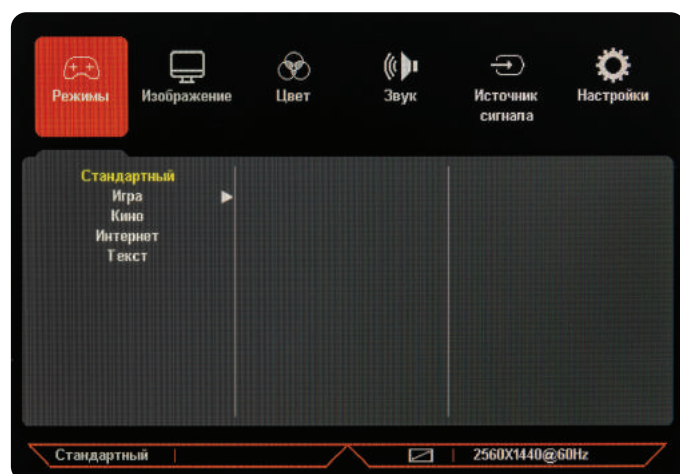 Режимы
Изображение
Цвет
Звук
Источник
сигнала
Настройки
Стандартный
Игра
Кино
Интернет
Текст
Стандартный
2560X1440@60Hz